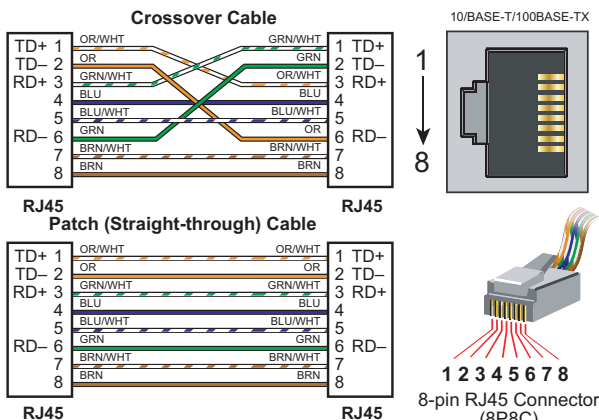 Crossover Cable
TD+ 1 OR/WHT GRN/WHT 1 TD+
TD– 2 OR GRN 2 TD–
RD+ 3 GRN/WHT OR/WHT 3 RD+
4 BLU BLU 4
5 BLU/WHT BLU/WHT 5
RD– 6 GRN OR 6 RD–
7 BRN/WHT BRN/WHT 7
8 BRN BRN 8
RJ45 RJ45
10/BASE-T/100BASE-TX
1
8
Patch (Straight-through) Cable
TD+ 1 OR/WHT OR/WHT 1 TD+
TD– 2 OR OR 2 TD–
RD+ 3 GRN/WHT GRN/WHT 3 RD+
4 BLU BLU 4
5 BLU/WHT BLU/WHT 5
RD– 6 GRN GRN 6 RD–
7 BRN/WHT BRN/WHT 7
8 BRN BRN 8
RJ45 RJ45
1 2 3 4 5 6 7 8
8-pin RJ45 Connector
(8P8C)